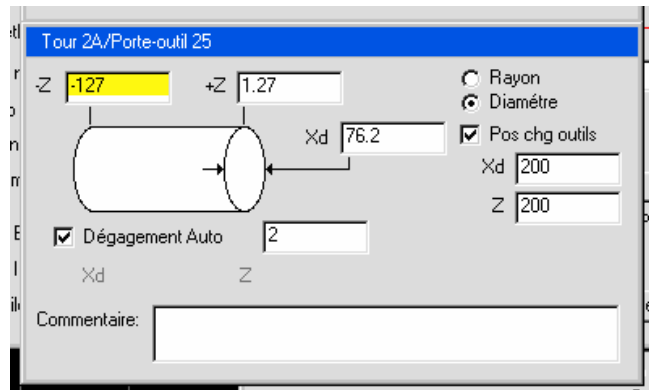 Tour 2A/Porte-outil 25
-Z -127 +Z 1.27
Rayon
Diamétre
Xd 76.2
Pos chg outils
Xd 200
Z 200
Dégagement Auto 2
Xd Z
Commentaire: